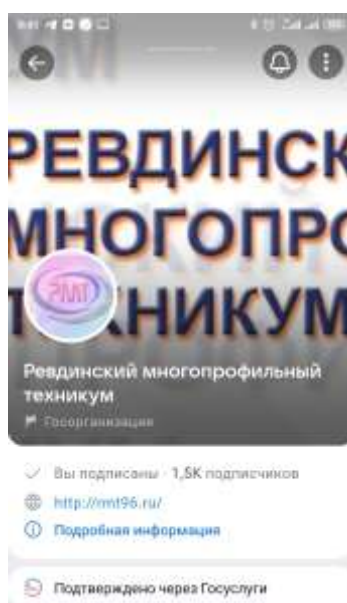 РЕВДИНСК
МНОГОПРО
ТЕХНИКУМ
РМТ
Ревдинский многопрофильный
техникум
Госорганизация
Вы подписаны · 1,5K подписчиков
http://rmt96.ru/
Подробная информация
Подтверждено через Госуслуги